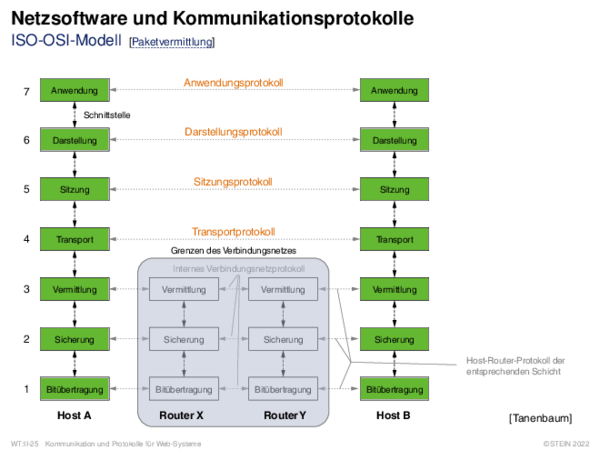 Netzsoftware und Kommunikationsprotokolle
ISO-OSI-Modell [Paketvermittlung]
7 Anwendung Anwendungsprotokoll Anwendung
Schnittstelle
6 Darstellung Darstellungsprotokoll Darstellung
5 Sitzung Sitzungsprotokoll Sitzung
4 Transport Transportprotokoll Transport
Grenzen des Verbindungsnetzes
Internes Verbindungsnetzprotokoll
3 Vermittlung Vermittlung Vermittlung Vermittlung
2 Sicherung Sicherung Sicherung Sicherung
Host-Router-Protokoll der
entsprechenden Schicht
1 Bitübertragung Bitübertragung Bitübertragung Bitübertragung
Host A Router X Router Y Host B
[Tanenbaum]
WT:II-25 Kommunikation und Protokolle für Web-Systeme ©STEIN 2022